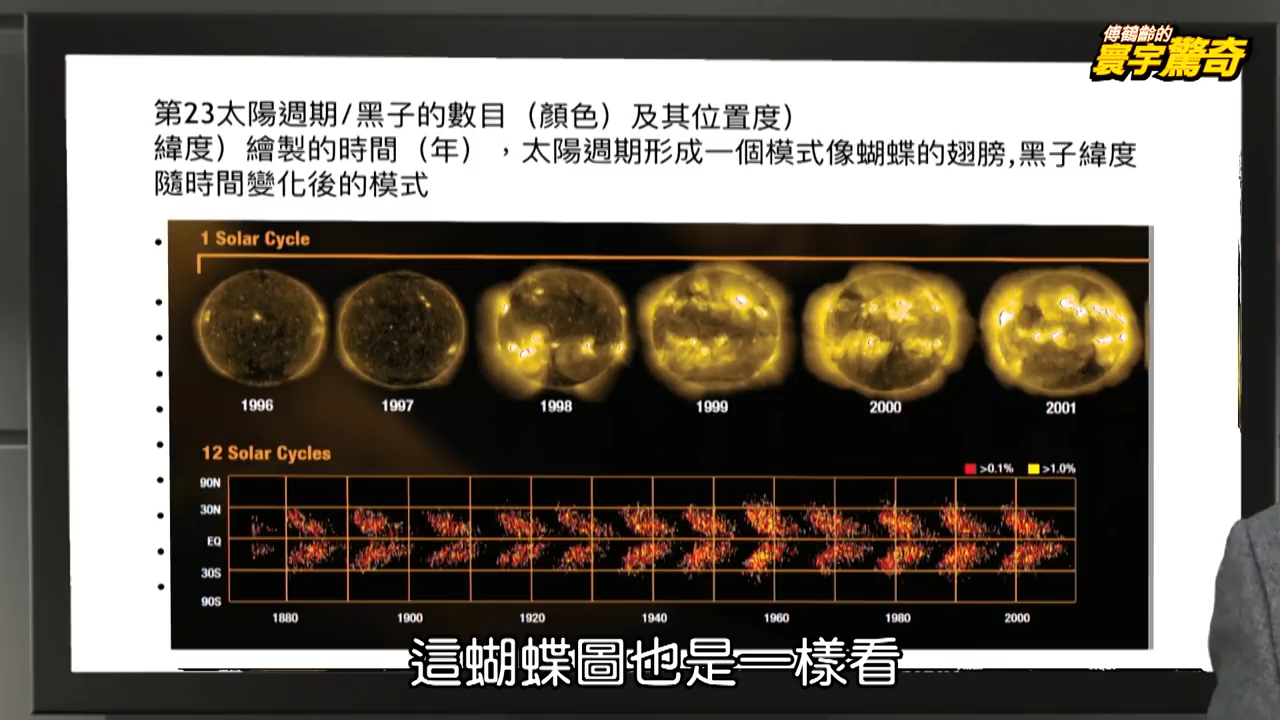 傅鶴齡的
寰宇驚奇
第23太陽週期/黑子的數目（顏色）及其位置度）
緯度）繪製的時間（年），太陽週期形成一個模式像蝴蝶的翅膀,黑子緯度
隨時間變化後的模式
1 Solar Cycle
1996 1997 1998 1999 2000 2001
12 Solar Cycles
>0.1% >1.0%
90N
30N
EQ
30S
90S
1880 1900 1920 1940 1960 1980 2000
這蝴蝶圖也是一樣看